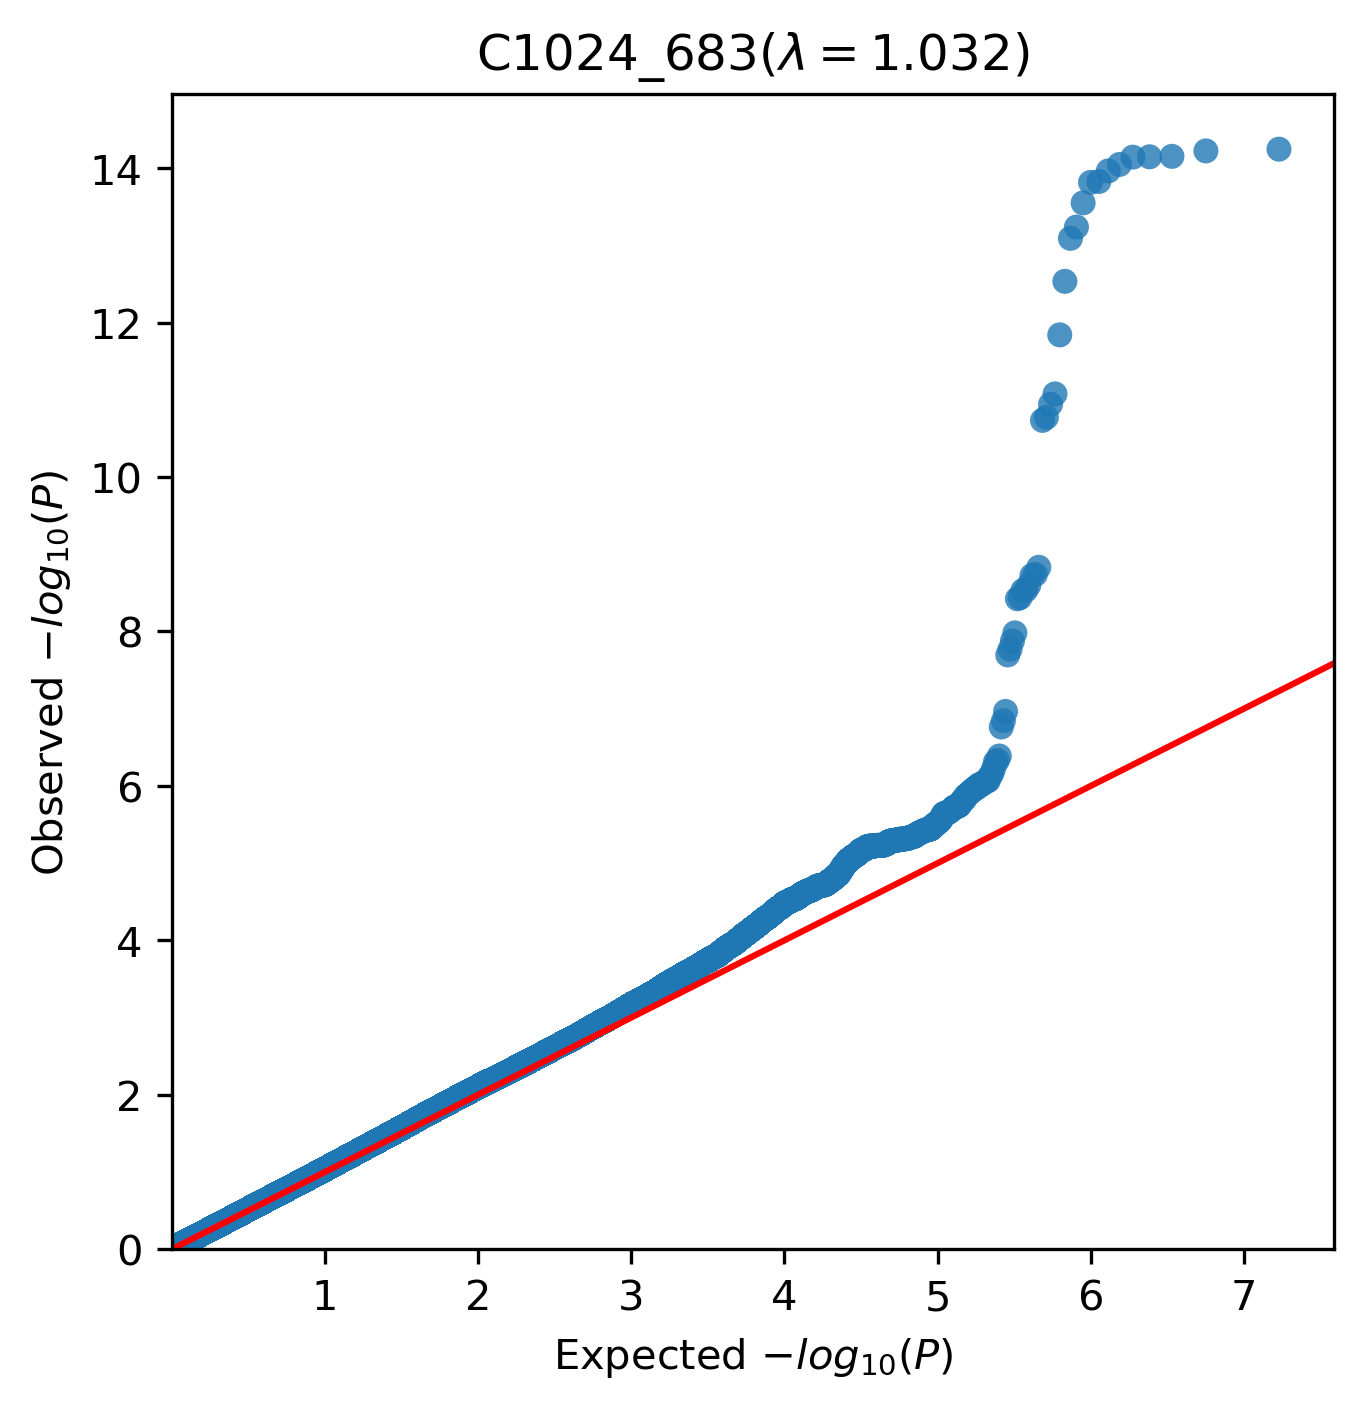 C1024_683(λ = 1.032)
14
12
10
8
6
4
2
0
Observed −log₁₀(P)
1 2 3 4 5 6 7
Expected −log₁₀(P)